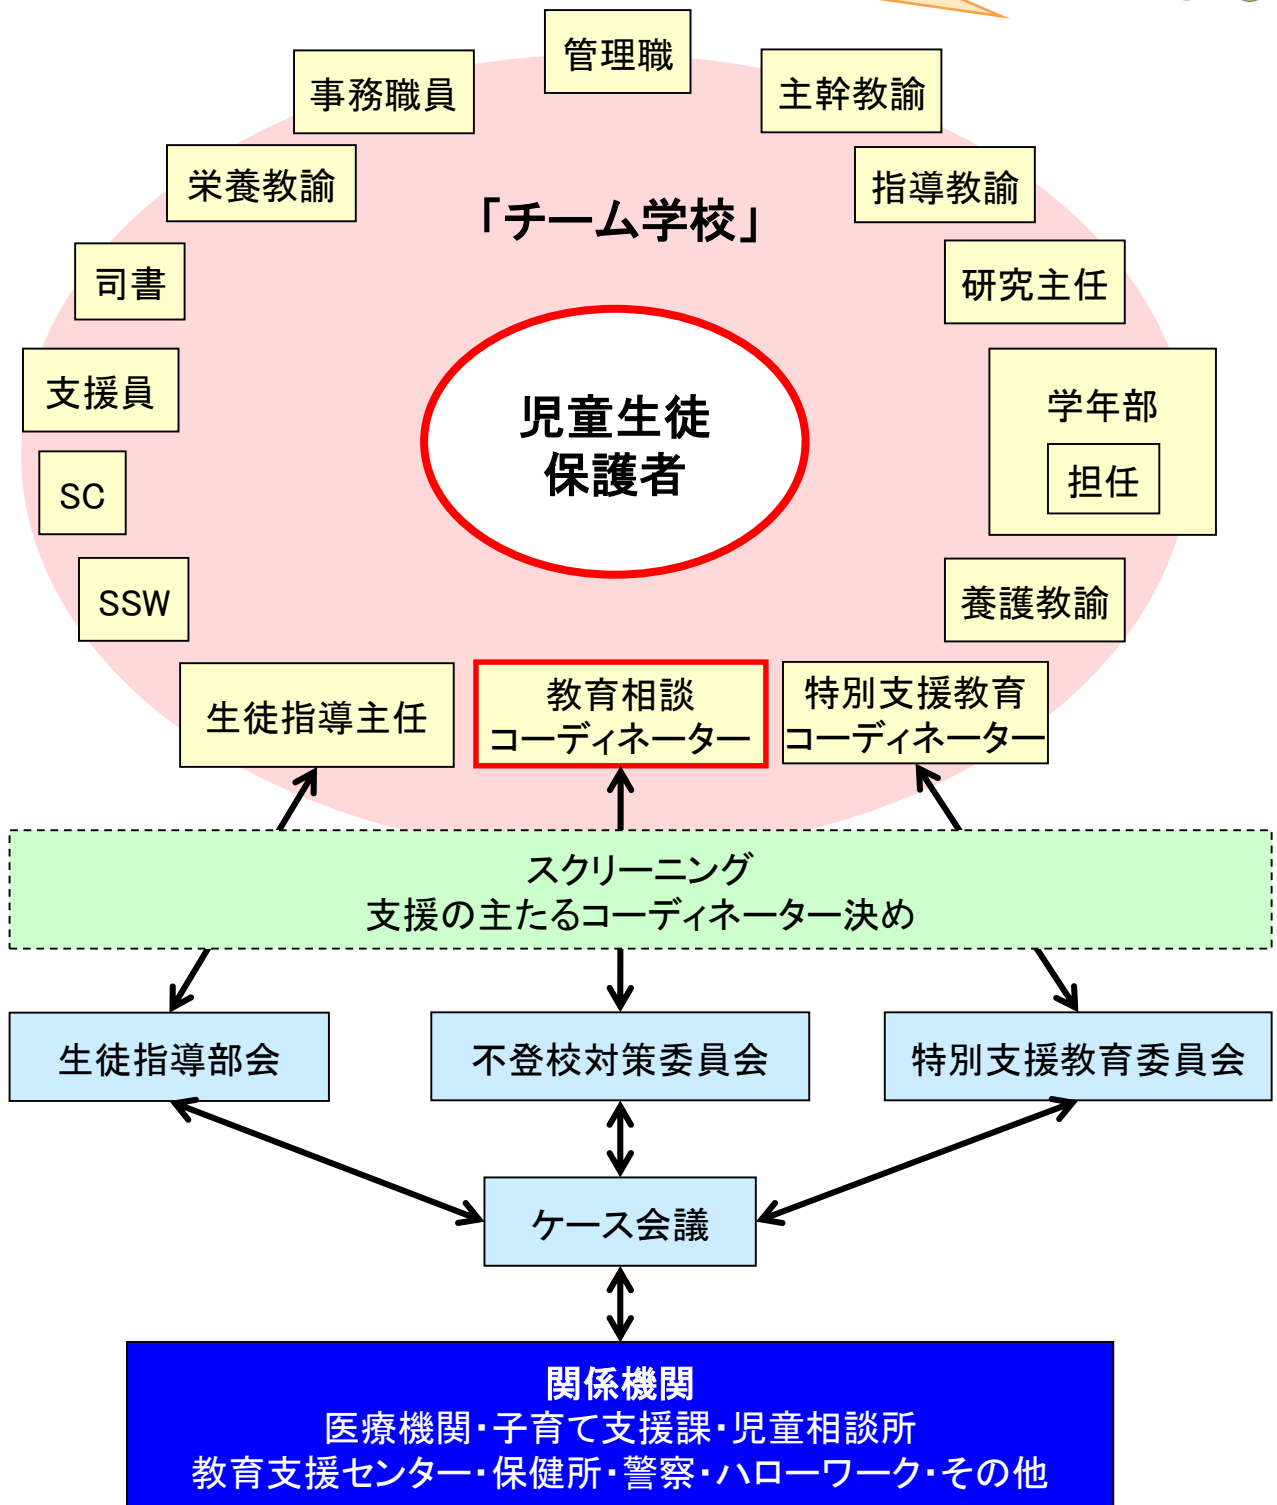 管理職
事務職員
主幹教諭
栄養教諭
指導教諭
「チーム学校」
司書
研究主任
支援員
学年部
児童生徒
保護者
担任
SC
SSW
養護教諭
生徒指導主任
教育相談
コーディネーター
特別支援教育
コーディネーター
スクリーニング
支援の主たるコーディネーター決め
生徒指導部会
不登校対策委員会
特別支援教育委員会
ケース会議
関係機関
医療機関・子育て支援課・児童相談所
教育支援センター・保健所・警察・ハローワーク・その他